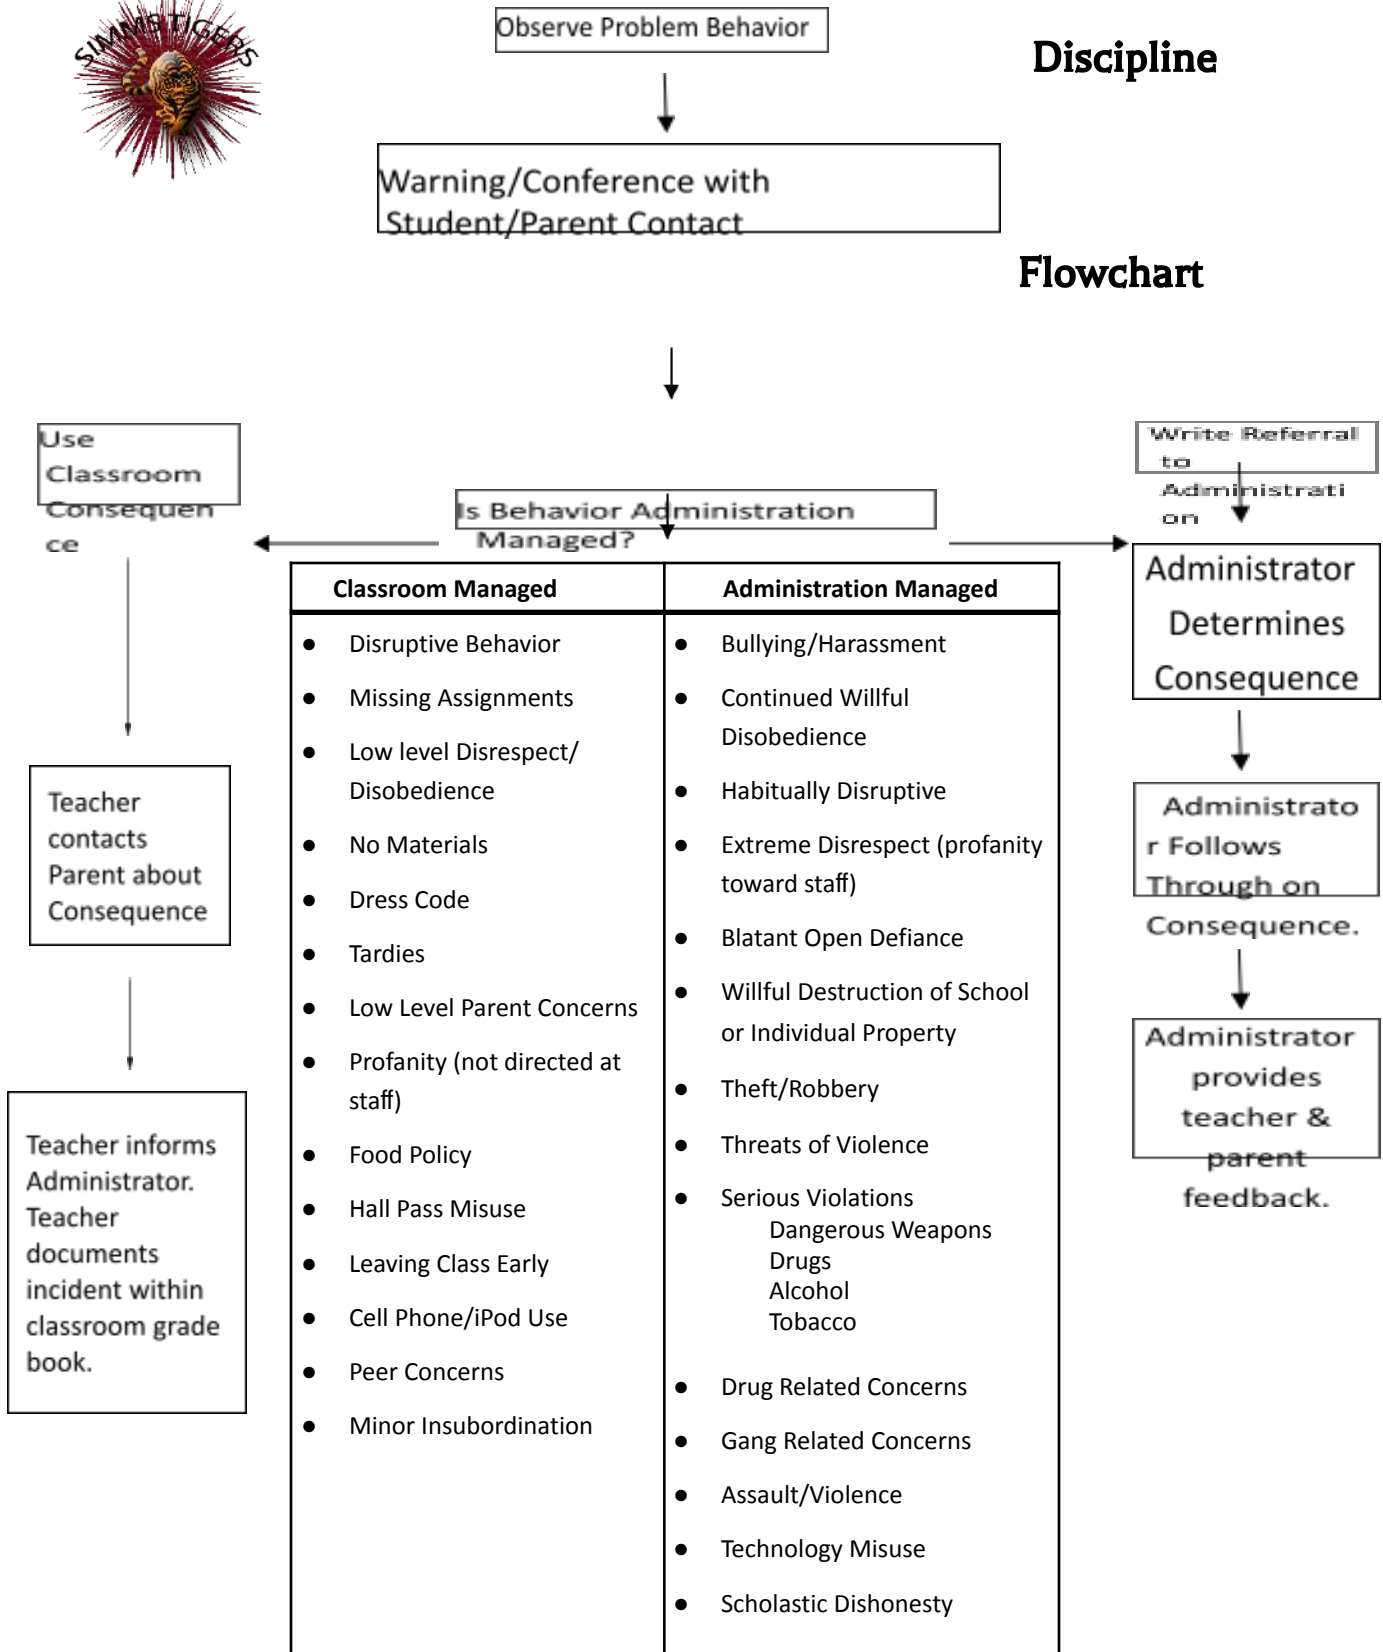 SIMMS TIGERS
Observe Problem Behavior
Discipline
Warning/Conference with
Student/Parent Contact
Flowchart
Use
Classroom
Consequen
ce
Is Behavior Administration
Managed?
Write Referral
to
Administrati
on
Classroom Managed
● Disruptive Behavior
● Missing Assignments
● Low level Disrespect/
Disobedience
● No Materials
● Dress Code
● Tardies
● Low Level Parent Concerns
● Profanity (not directed at
staff)
● Food Policy
● Hall Pass Misuse
● Leaving Class Early
● Cell Phone/iPod Use
● Peer Concerns
● Minor Insubordination
Administration Managed
● Bullying/Harassment
● Continued Willful
Disobedience
● Habitually Disruptive
● Extreme Disrespect (profanity
toward staff)
● Blatant Open Defiance
● Willful Destruction of School
or Individual Property
● Theft/Robbery
● Threats of Violence
● Serious Violations
Dangerous Weapons
Drugs
Alcohol
Tobacco
● Drug Related Concerns
● Gang Related Concerns
● Assault/Violence
● Technology Misuse
● Scholastic Dishonesty
Teacher
contacts
Parent about
Consequence
Teacher informs
Administrator.
Teacher
documents
incident within
classroom grade
book.
Administrator
Determines
Consequence
Administrato
r Follows
Through on
Consequence.
Administrator
provides
teacher &
parent
feedback.